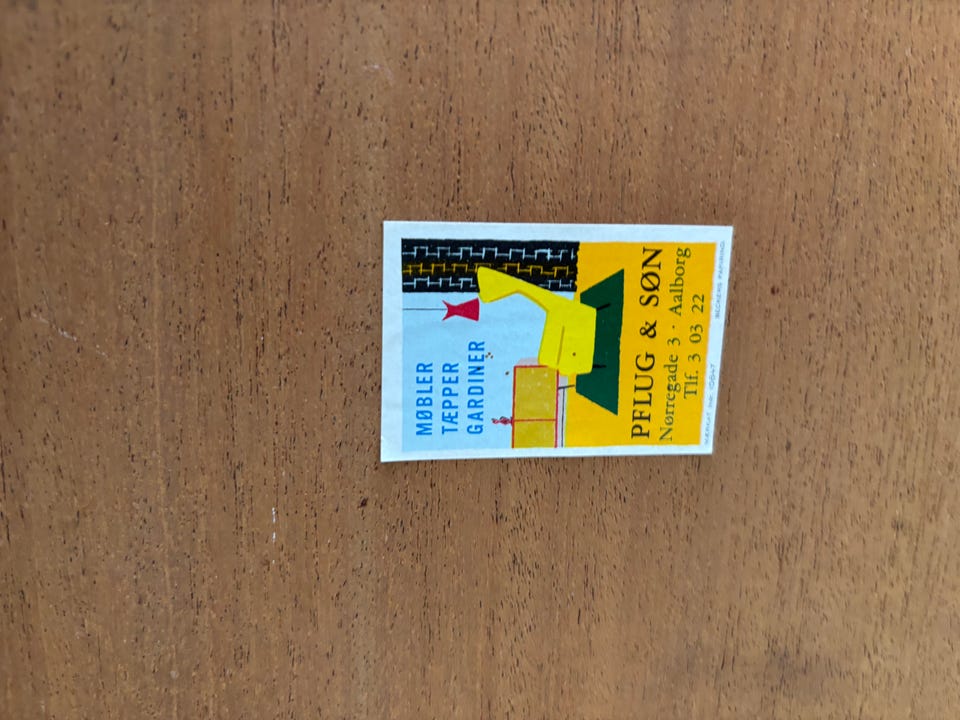 MØBLER
TÆPPER
GARDINER
PFLUG & SØN
Nørregade 3 · Aalborg
Tlf. 3 03 22